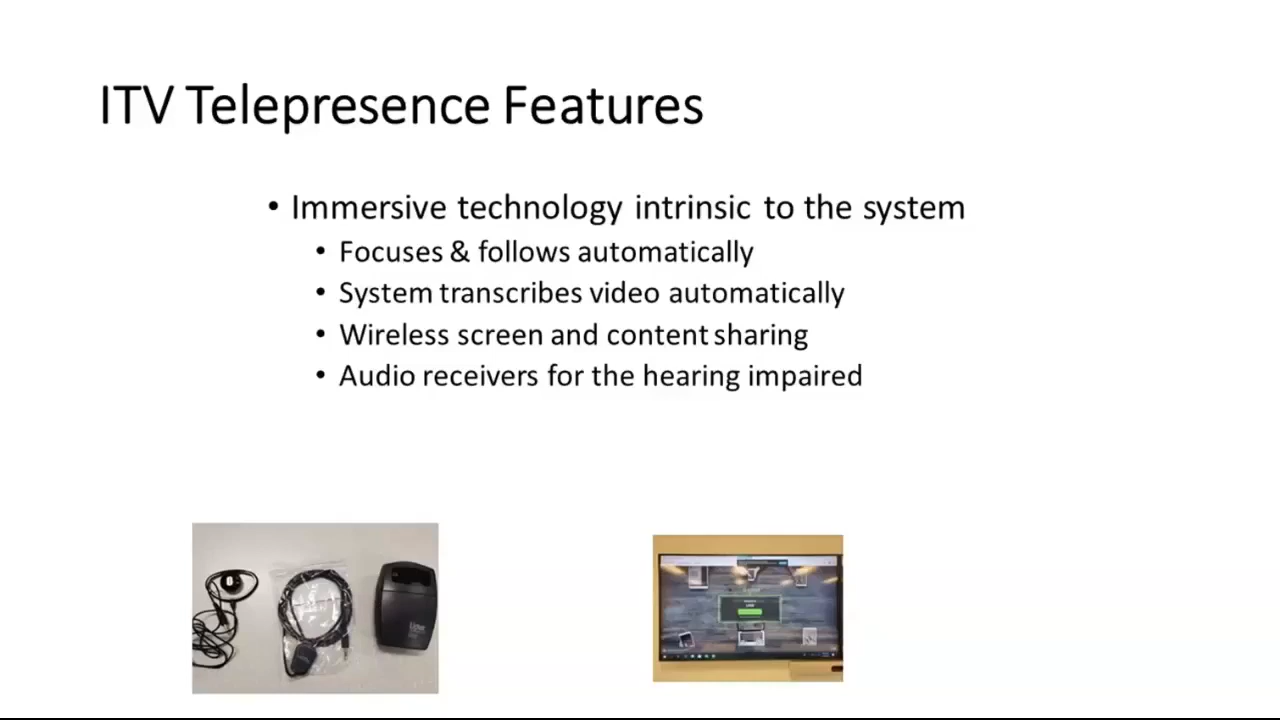 ITV Telepresence Features
• Immersive technology intrinsic to the system
• Focuses & follows automatically
• System transcribes video automatically
• Wireless screen and content sharing
• Audio receivers for the hearing impaired